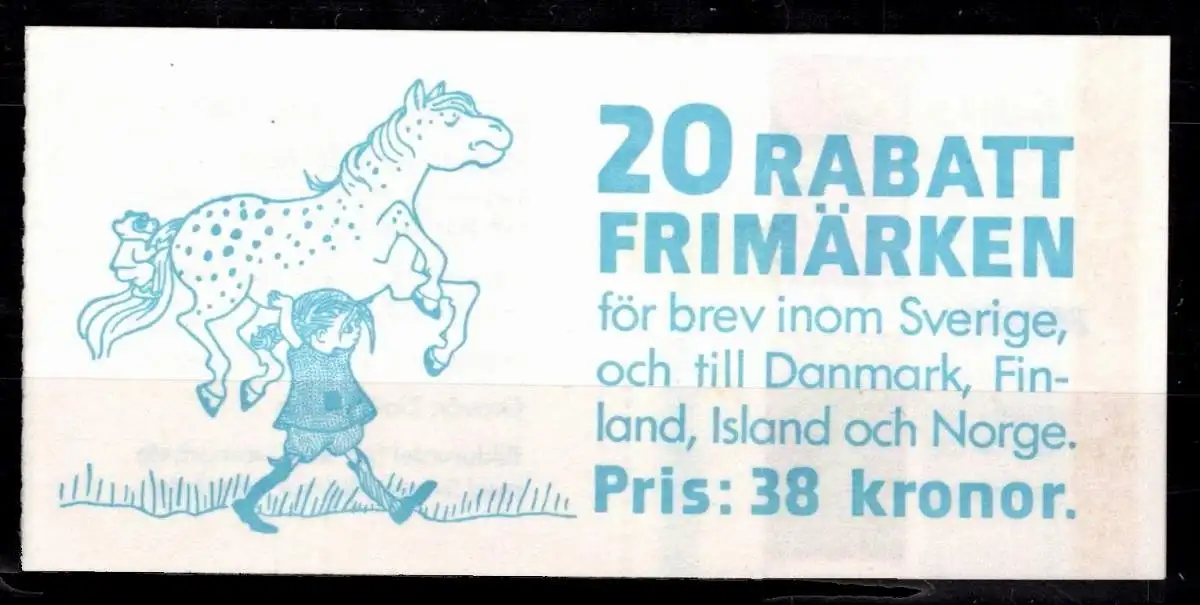 20 RABATT
FRIMÄRKEN
för brev inom Sverige,
och till Danmark, Fin-
land, Island och Norge.
Pris: 38 kronor.